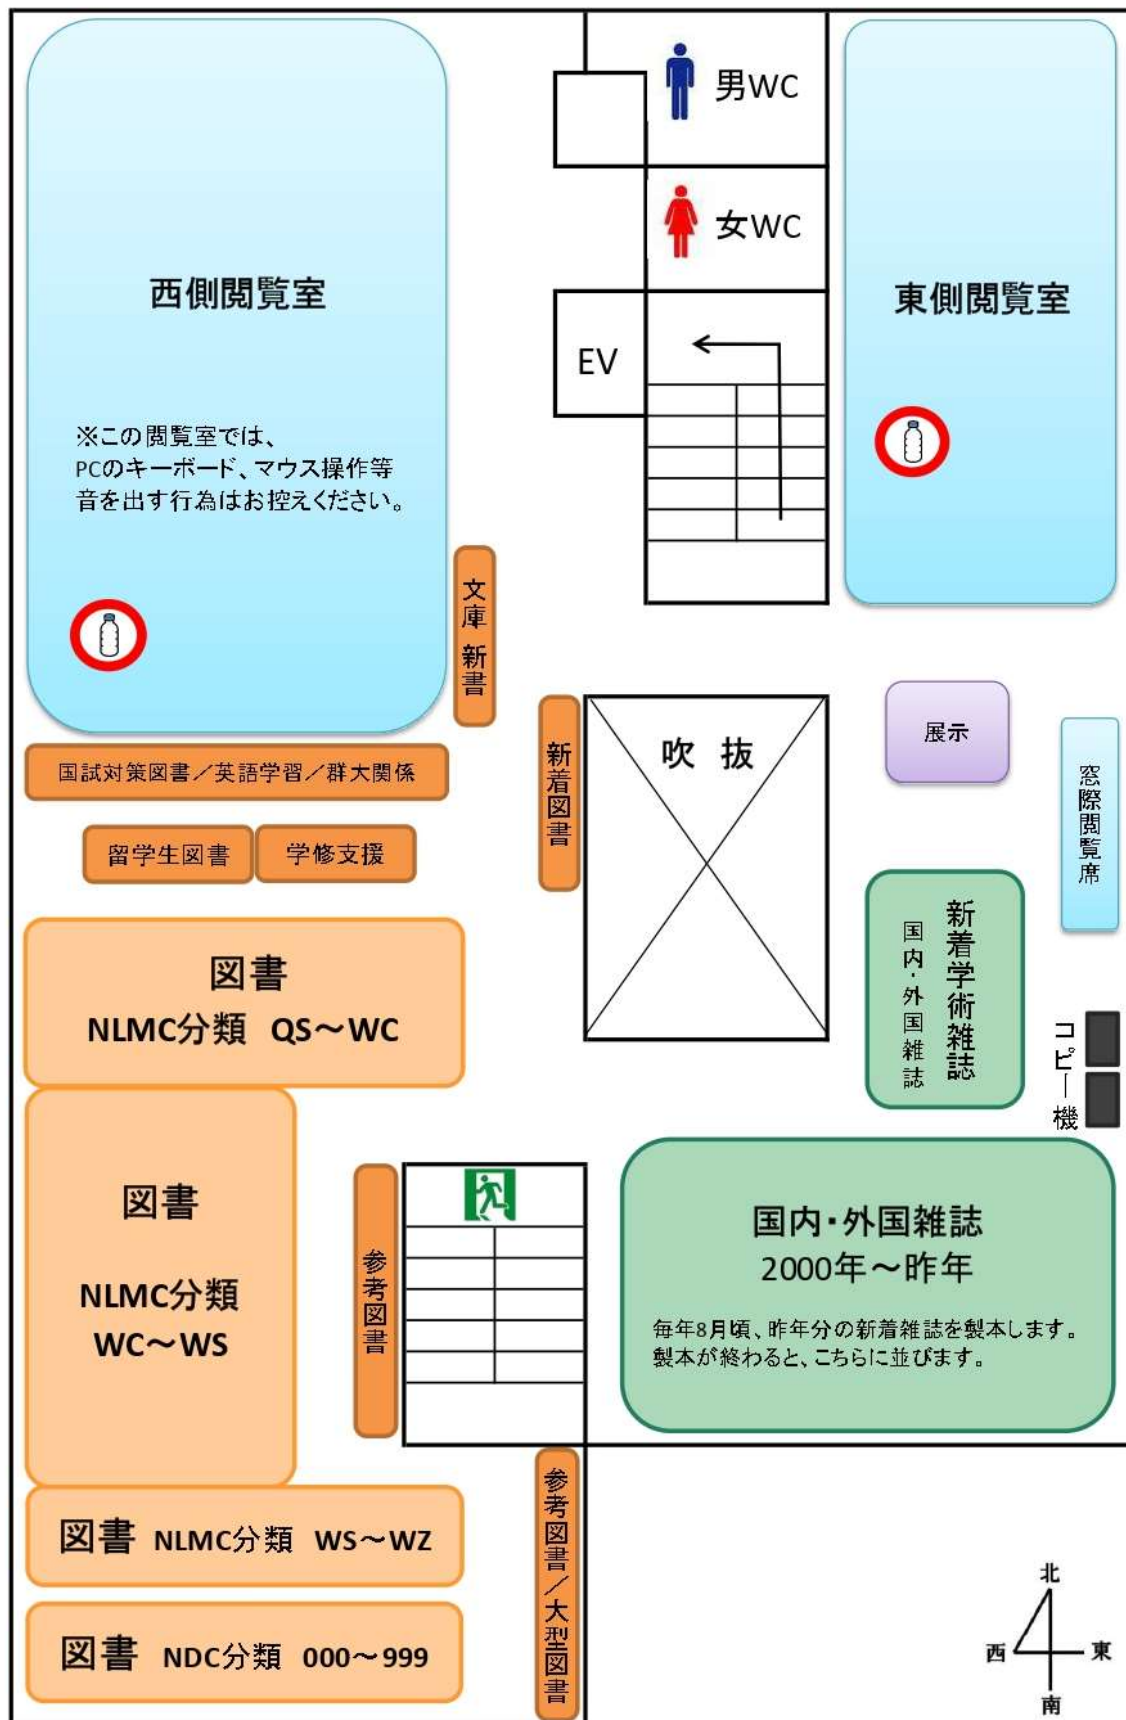 男WC
女WC
EV
西側閲覧室
※この閲覧室では、
PCのキーボード、マウス操作等
音を出す行為はお控えください。
東側閲覧室
文庫 新書
国試対策図書／英語学習／群大関係
留学生図書
学修支援
新着図書
吹 抜
展示
窓際閲覧席
新着学術雑誌
国内・外国雑誌
コピー機
図書
NLMC分類 QS～WC
図書
NLMC分類
WC～WS
参考図書
国内・外国雑誌
2000年～昨年
毎年8月頃、昨年分の新着雑誌を製本します。
製本が終わると、こちらに並びます。
図書 NLMC分類 WS～WZ
図書 NDC分類 000～999
参考図書／大型図書
北
西
東
南